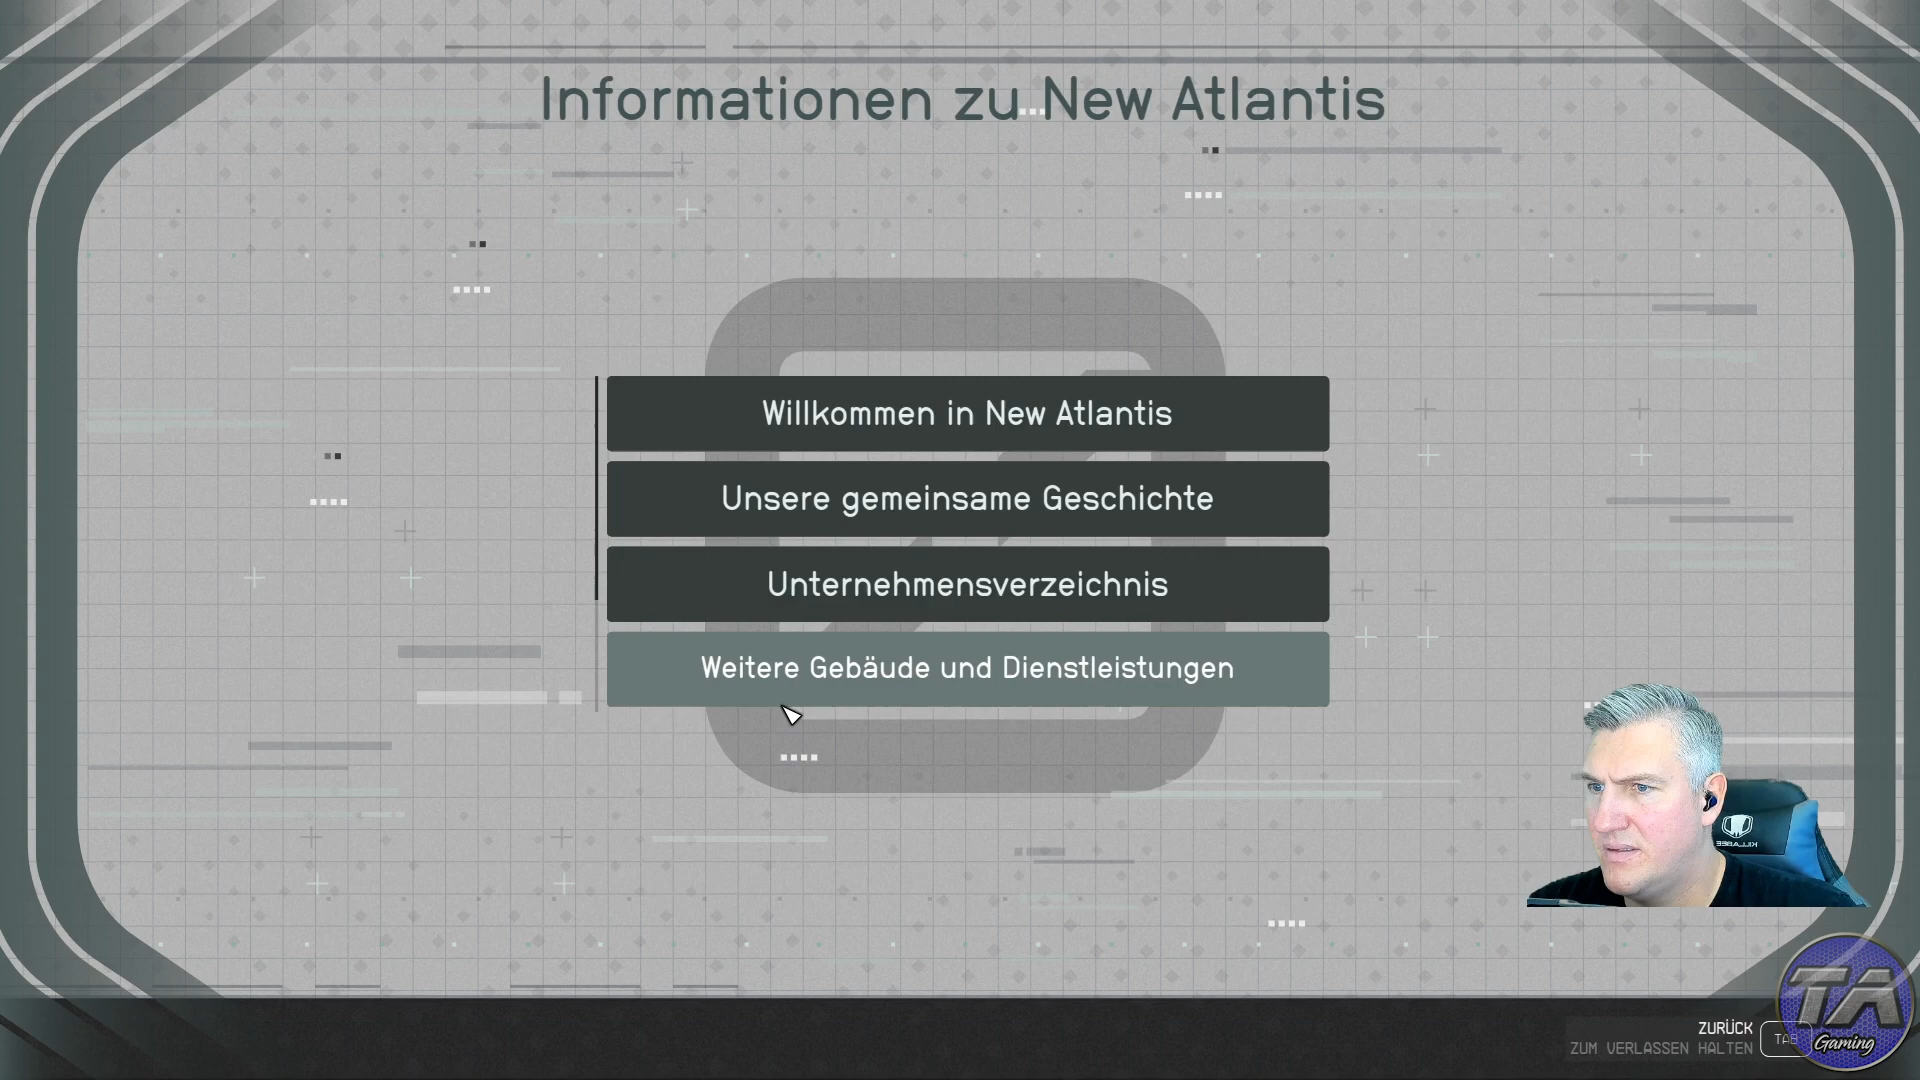 Informationen zu New Atlantis
Willkommen in New Atlantis
Unsere gemeinsame Geschichte
Unternehmensverzeichnis
Weitere Gebäude und Dienstleistungen
ZURÜCK
ZUM VERLASSEN HALTEN
TA
Gaming